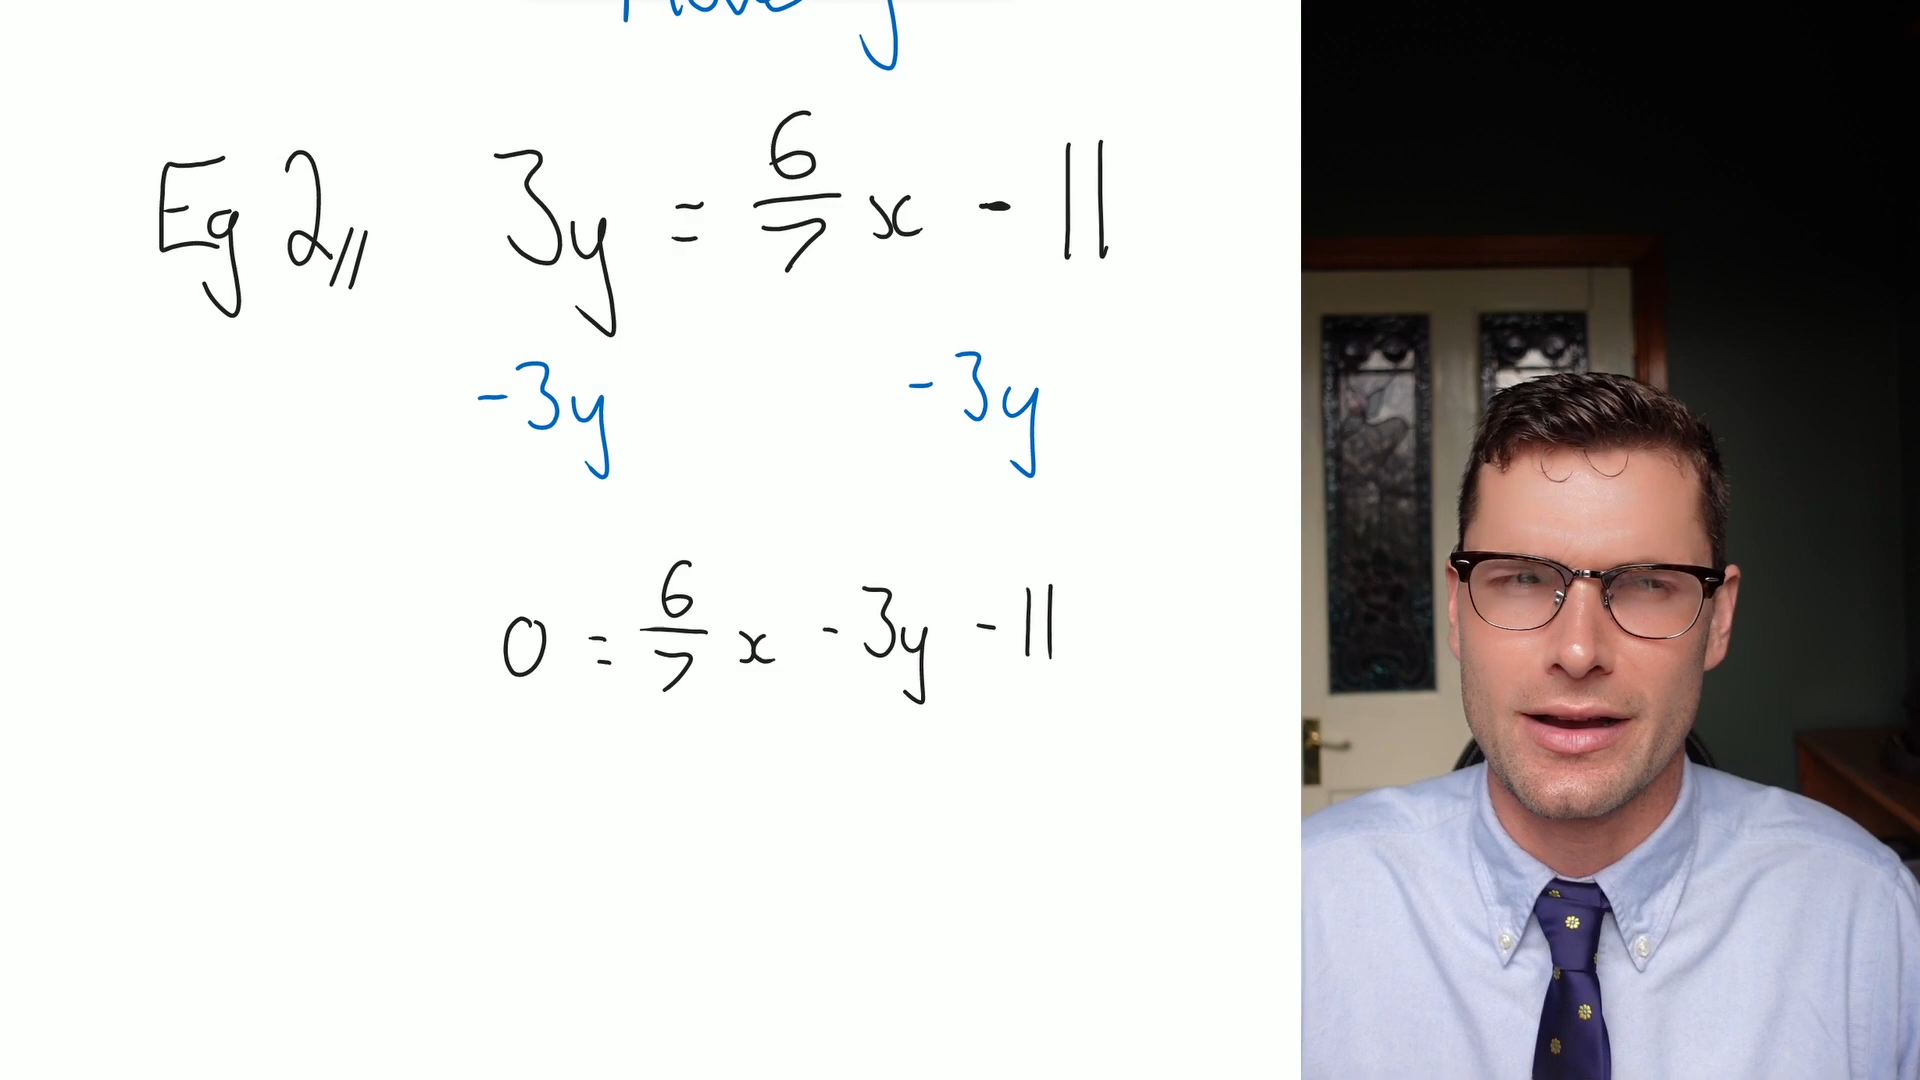 Eg 2,, 3y = 6/7 x - 11
-3y -3y
0 = 6/7 x - 3y - 11